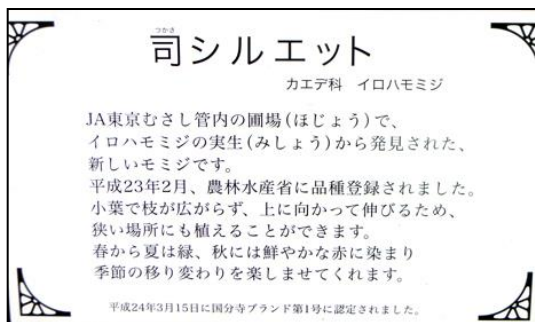 つかさ
司シルエット
カエデ科 イロハモミジ
JA東京むさし管内の圃場(ほじょう)で、
イロハモミジの実生(みしょう)から発見された、
新しいモミジです。
平成23年2月、農林水産省に品種登録されました。
小葉で枝が広がらず、上に向かって伸びるため、
狭い場所にも植えることができます。
春から夏は緑、秋には鮮やかな赤に染まり
季節の移り変わりを楽しませてくれます。
平成24年3月15日に国分寺ブランド第1号に認定されました。